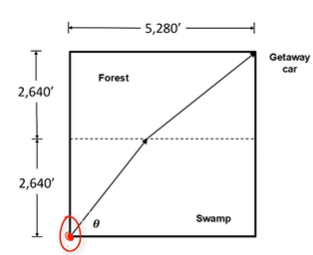 5,280’
Getaway
car
Forest
2,640’
2,640’
θ
Swamp